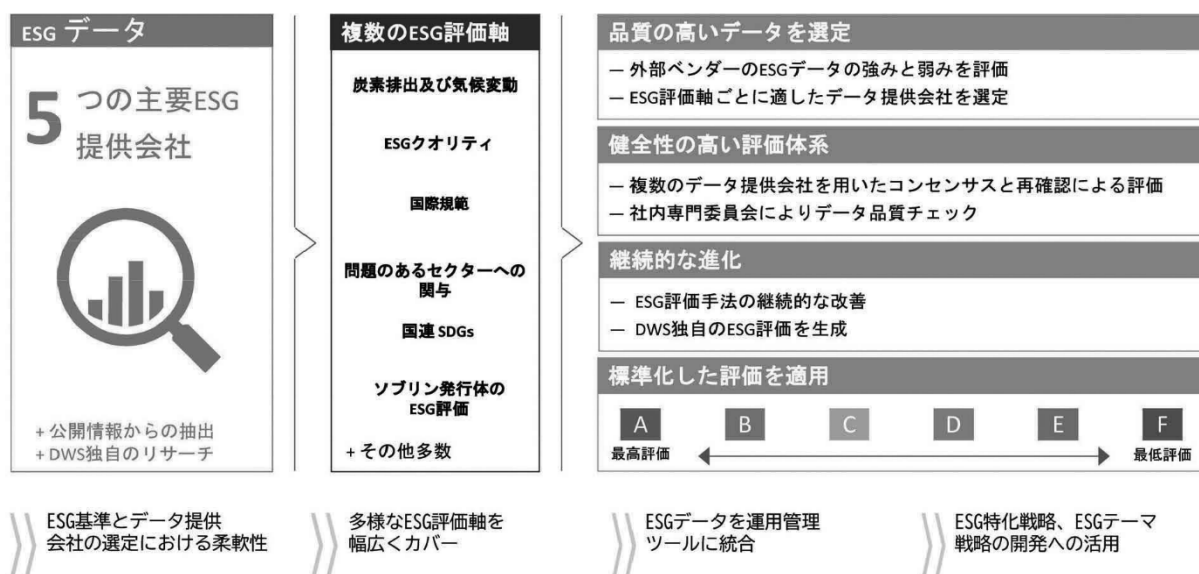 ESG データ
5 つの主要ESG
提供会社
+ 公開情報からの抽出
+ DWS独自のリサーチ
複数のESG評価軸
炭素排出及び気候変動
ESGクオリティ
国際規範
問題のあるセクターへの
関与
国連 SDGs
ソブリン発行体の
ESG評価
+ その他多数
品質の高いデータを選定
— 外部ベンダーのESGデータの強みと弱みを評価
— ESG評価軸ごとに適したデータ提供会社を選定
健全性の高い評価体系
— 複数のデータ提供会社を用いたコンセンサスと再確認による評価
— 社内専門委員会によりデータ品質チェック
継続的な進化
— ESG評価手法の継続的な改善
— DWS独自のESG評価を生成
標準化した評価を適用
A B C D E F
最高評価 最低評価
ESG基準とデータ提供
会社の選定における柔軟性
多様なESG評価軸を
幅広くカバー
ESGデータを運用管理
ツールに統合
ESG特化戦略、ESGテーマ
戦略の開発への活用